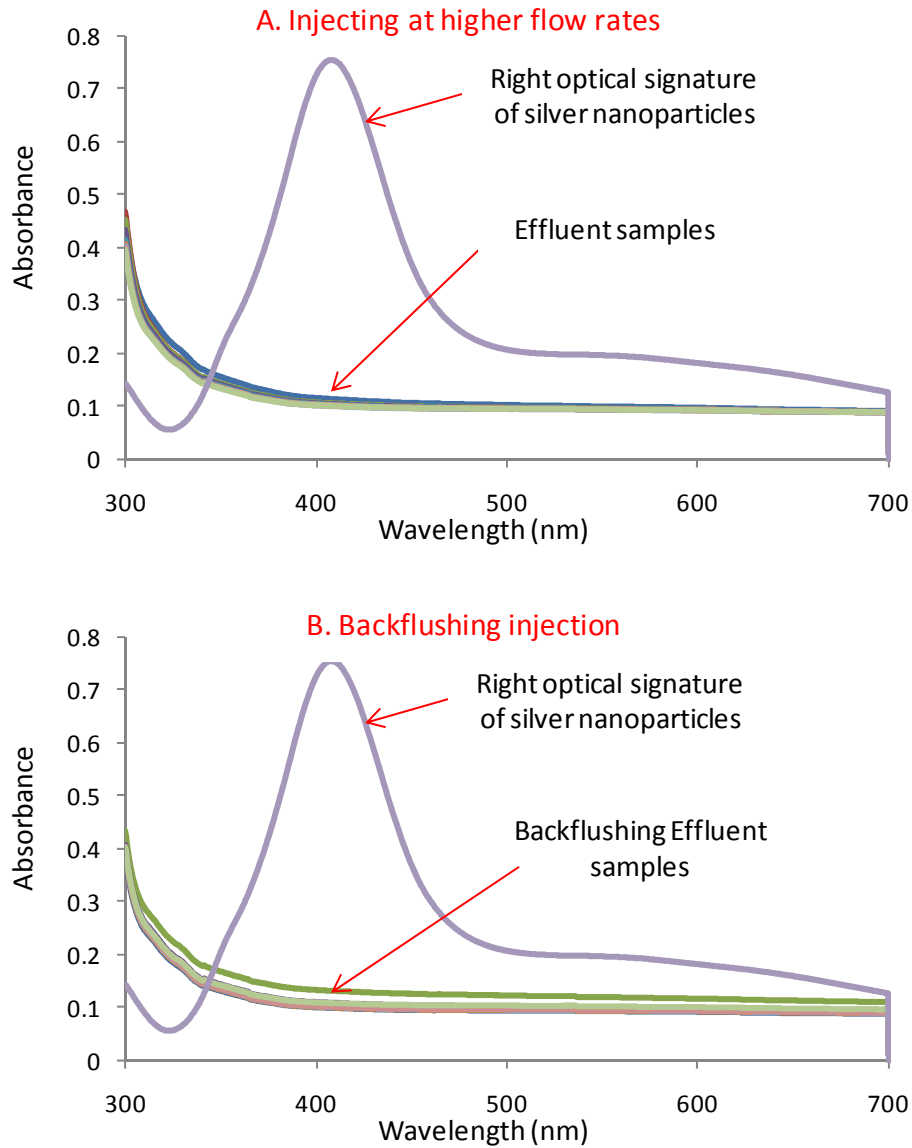 A. Injecting at higher flow rates
0.8
0.7
0.6
0.5
0.4
0.3
0.2
0.1
0
Absorbance
Right optical signature
of silver nanoparticles
Effluent samples
300
400
500
600
700
Wavelength (nm)
B. Backflushing injection
0.8
0.7
0.6
0.5
0.4
0.3
0.2
0.1
0
Absorbance
Right optical signature
of silver nanoparticles
Backflushing Effluent
samples
300
400
500
600
700
Wavelength (nm)